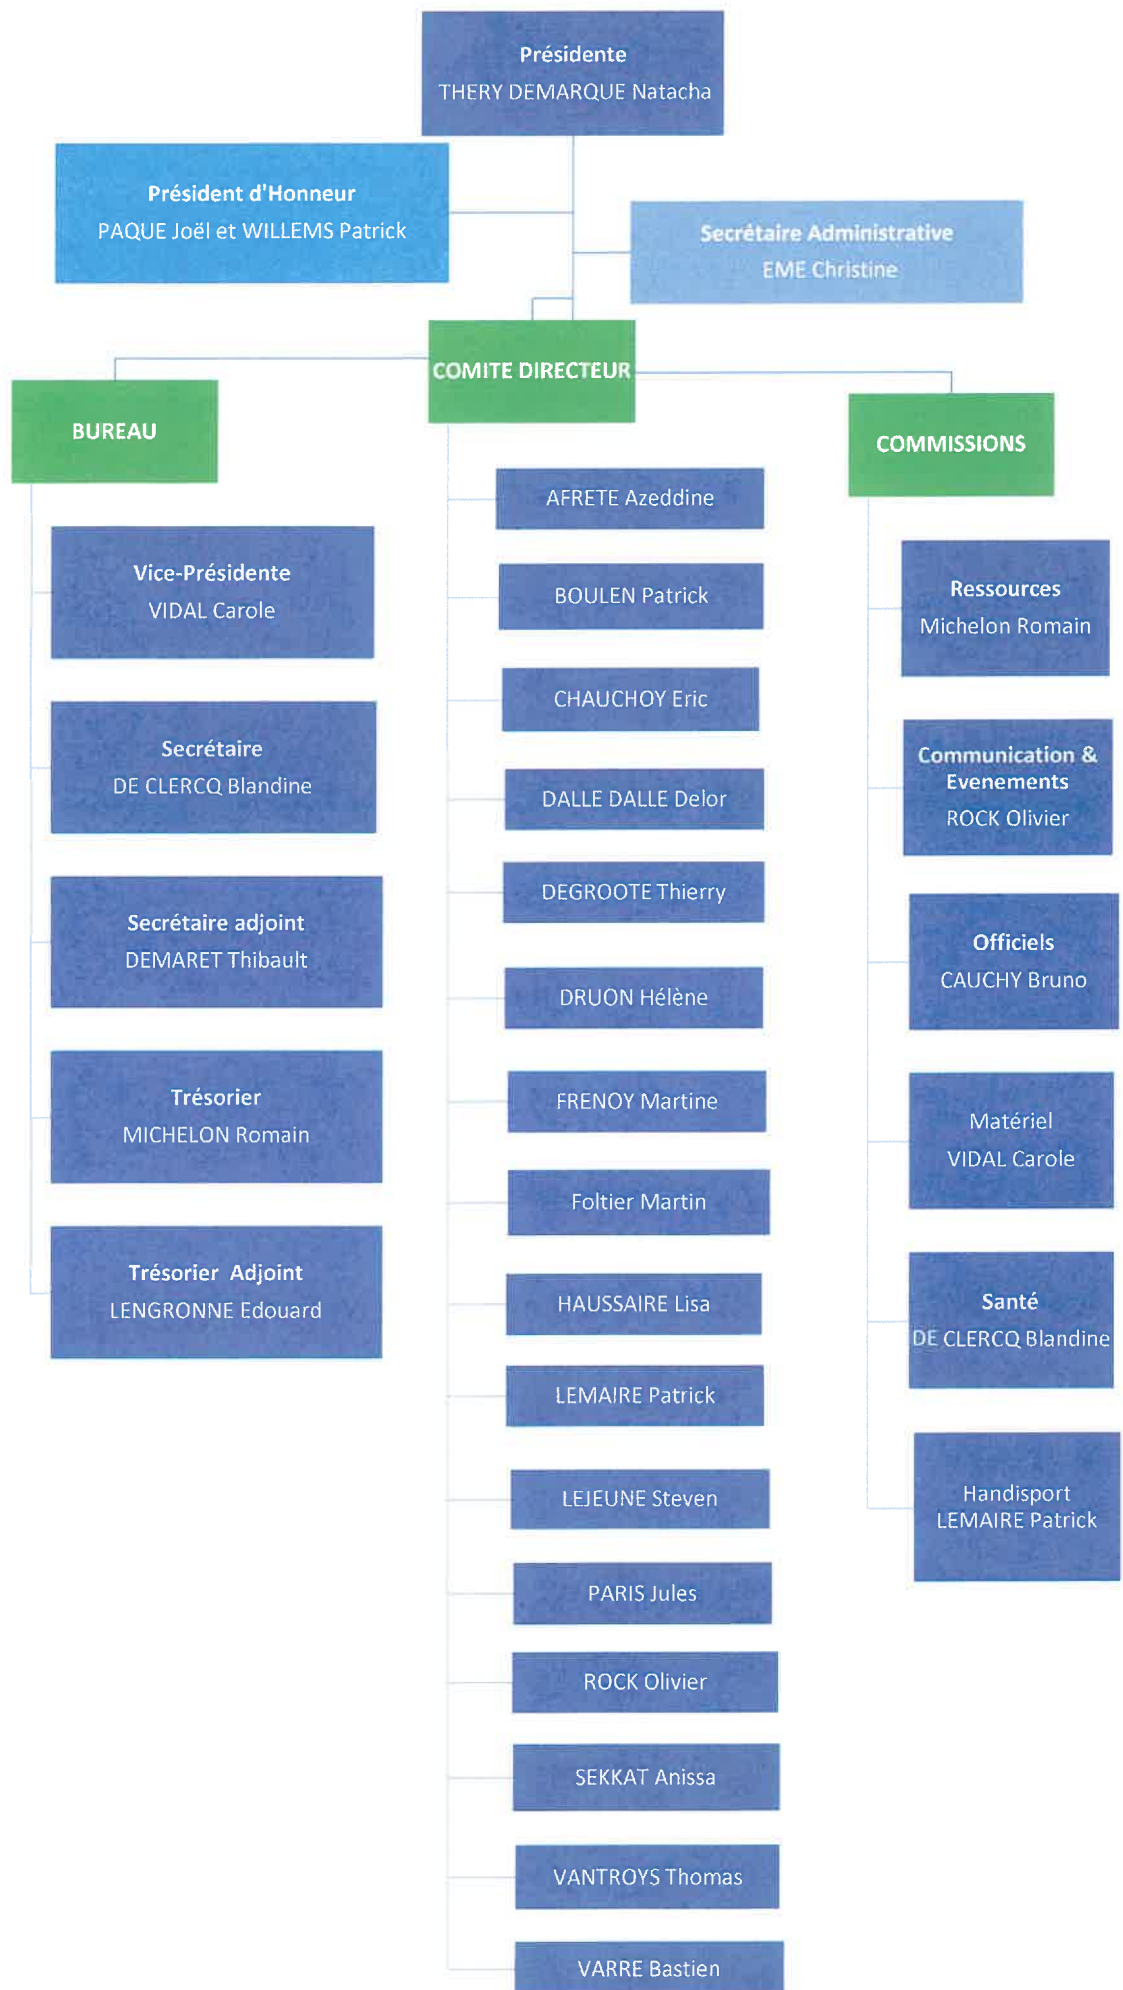 Présidente
THERY DEMARQUE Natacha
Président d'Honneur
PAQUE Joël et WILLEMS Patrick
Secrétaire Administrative
EME Christine
COMITE DIRECTEUR
BUREAU
Vice-Présidente
VIDAL Carole
Secrétaire
DE CLERCQ Blandine
Secrétaire adjoint
DEMARET Thibault
Trésorier
MICHELON Romain
Trésorier Adjoint
LENGRONNE Edouard
AFRETE Azeddine
BOULEN Patrick
CHAUCHOY Eric
DALLE DALLE Delor
DEGROOTE Thierry
DRUON Hélène
FRENOY Martine
Foltier Martin
HAUSSAIRE Lisa
LEMAIRE Patrick
LEJEUNE Steven
PARIS Jules
ROCK Olivier
SEKKAT Anissa
VANTROYS Thomas
VARRE Bastien
COMMISSIONS
Ressources
Michelon Romain
Communication &
Evenements
ROCK Olivier
Officiels
CAUCHY Bruno
Matériel
VIDAL Carole
Santé
DE CLERCQ Blandine
Handisport
LEMAIRE Patrick